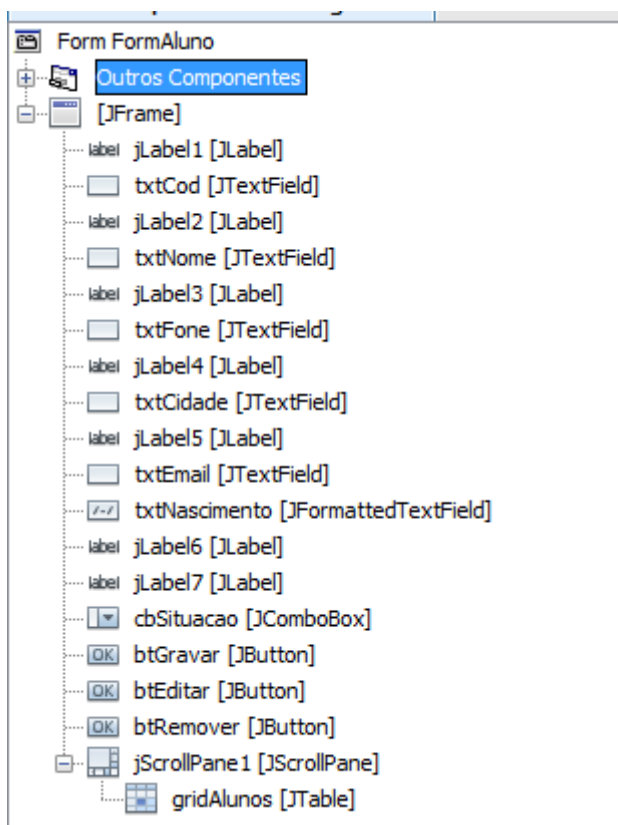 Form FormAluno
Outros Componentes
[JFrame]
label jLabel1 [JLabel]
txtCod [JTextField]
label jLabel2 [JLabel]
txtNome [JTextField]
label jLabel3 [JLabel]
txtFone [JTextField]
label jLabel4 [JLabel]
txtCidade [JTextField]
label jLabel5 [JLabel]
txtEmail [JTextField]
txtNascimento [JFormattedTextField]
label jLabel6 [JLabel]
label jLabel7 [JLabel]
cbSituacao [JComboBox]
OK btGravar [JButton]
OK btEditar [JButton]
OK btRemover [JButton]
jScrollPane1 [JScrollPane]
gridAlunos [JTable]